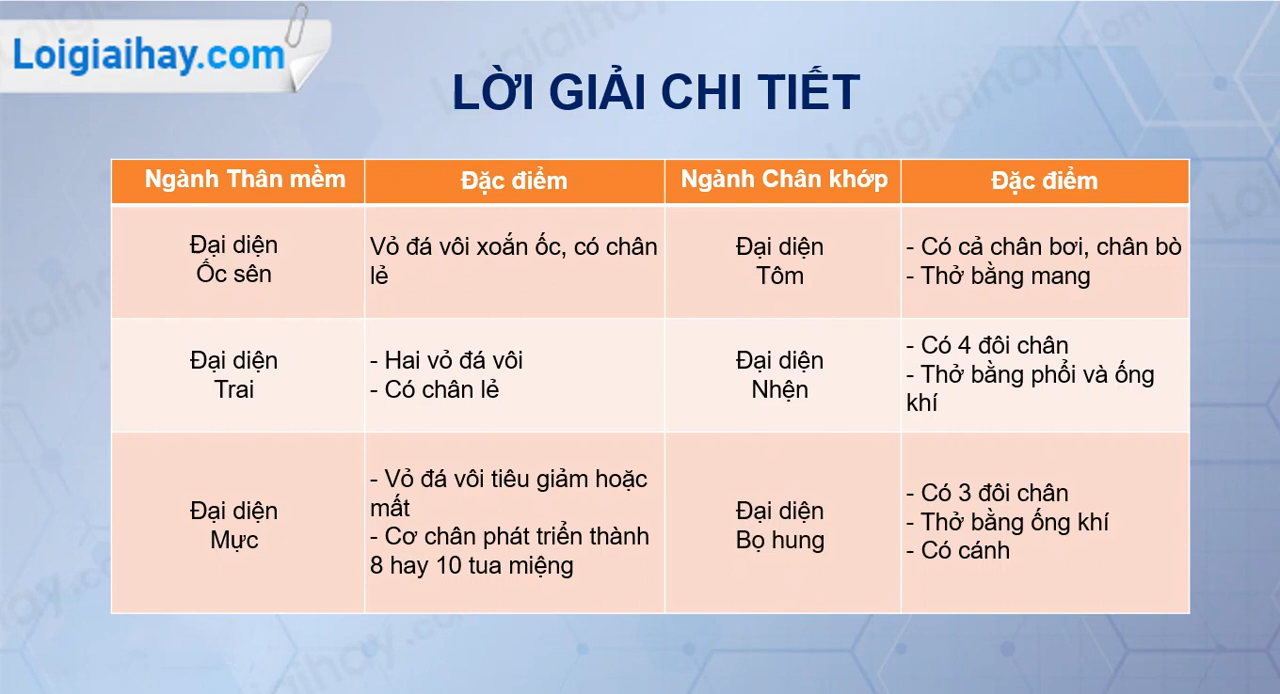 Loigiaihay.com
LỜI GIẢI CHI TIẾT
Ngành Thân mềm
Đặc điểm
Ngành Chân khớp
Đặc điểm
Đại diện
Ốc sên
Vỏ đá vôi xoắn ốc, có chân
lẻ
Đại diện
Tôm
- Có cả chân bơi, chân bò
- Thở bằng mang
Đại diện
Trai
- Hai vỏ đá vôi
- Có chân lẻ
Đại diện
Nhện
- Có 4 đôi chân
- Thở bằng phổi và ống
khí
Đại diện
Mực
- Vỏ đá vôi tiêu giảm hoặc
mất
- Cơ chân phát triển thành
8 hay 10 tua miệng
Đại diện
Bọ hung
- Có 3 đôi chân
- Thở bằng ống khí
- Có cánh